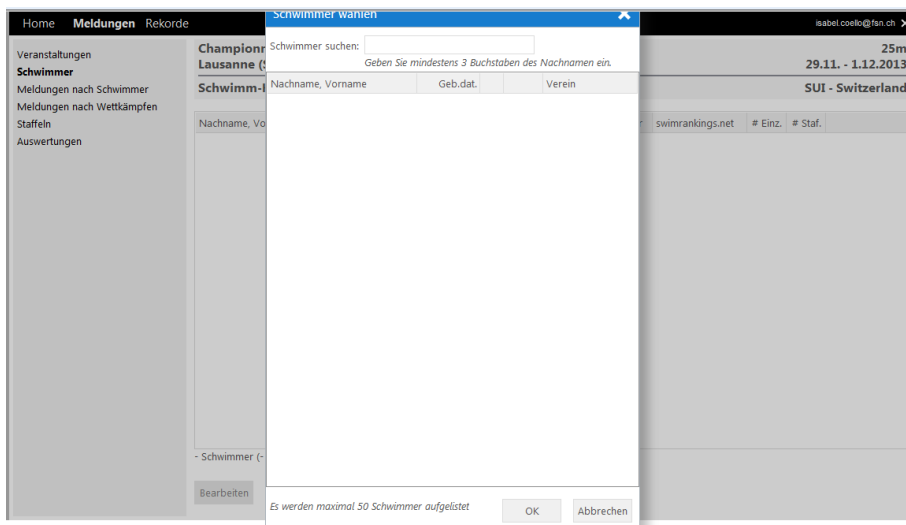 Home Meldungen Rekorde
isabel.coello@fsn.ch
Schwimmer wählen
Veranstaltungen
Schwimmer
Meldungen nach Schwimmer
Meldungen nach Wettkämpfen
Staffeln
Auswertungen
25m
Lausanne
29.11. - 1.12.2013
SUI - Switzerland
Schwimmer suchen:
Geben Sie mindestens 3 Buchstaben des Nachnamen ein.
Nachname, Vorname Geb.dat. Verein
Nachname, swimrankings.net # Einz. # Staf.
- Schwimmer (-
Bearbeiten
Es werden maximal 50 Schwimmer aufgelistet
OK Abbrechen